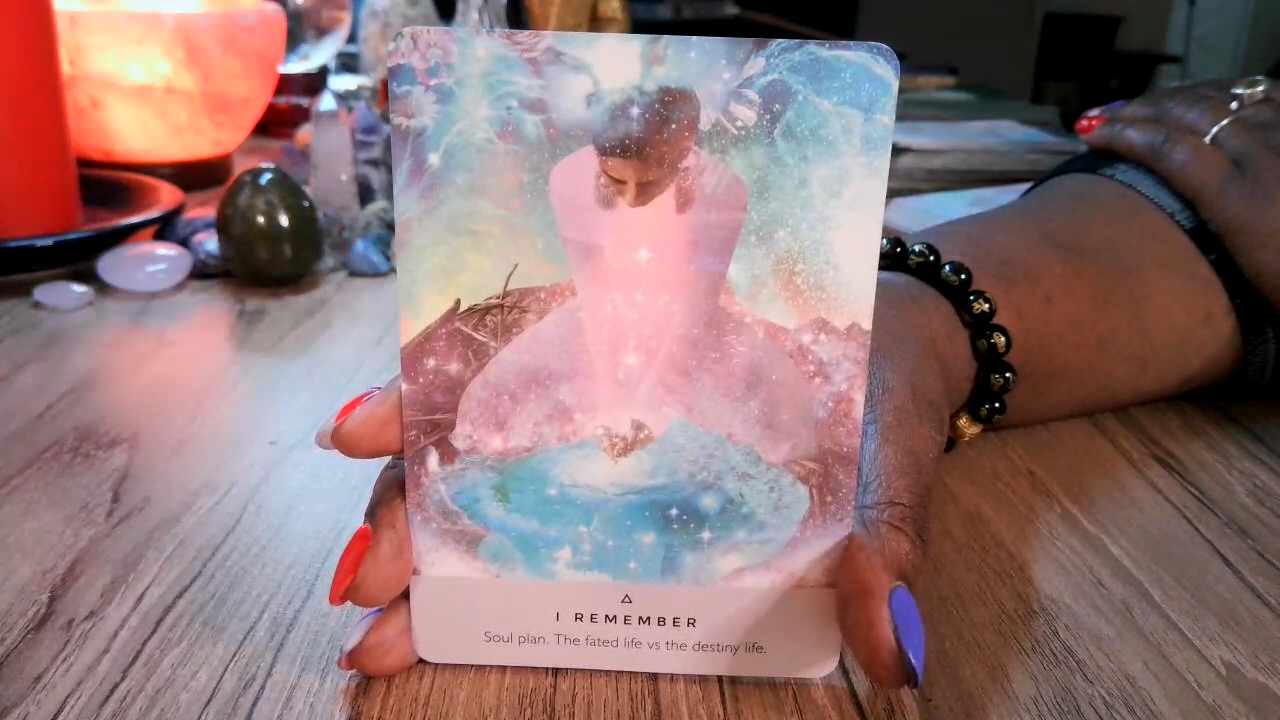 △
I REMEMBER
Soul plan. The fated life vs the destiny life.